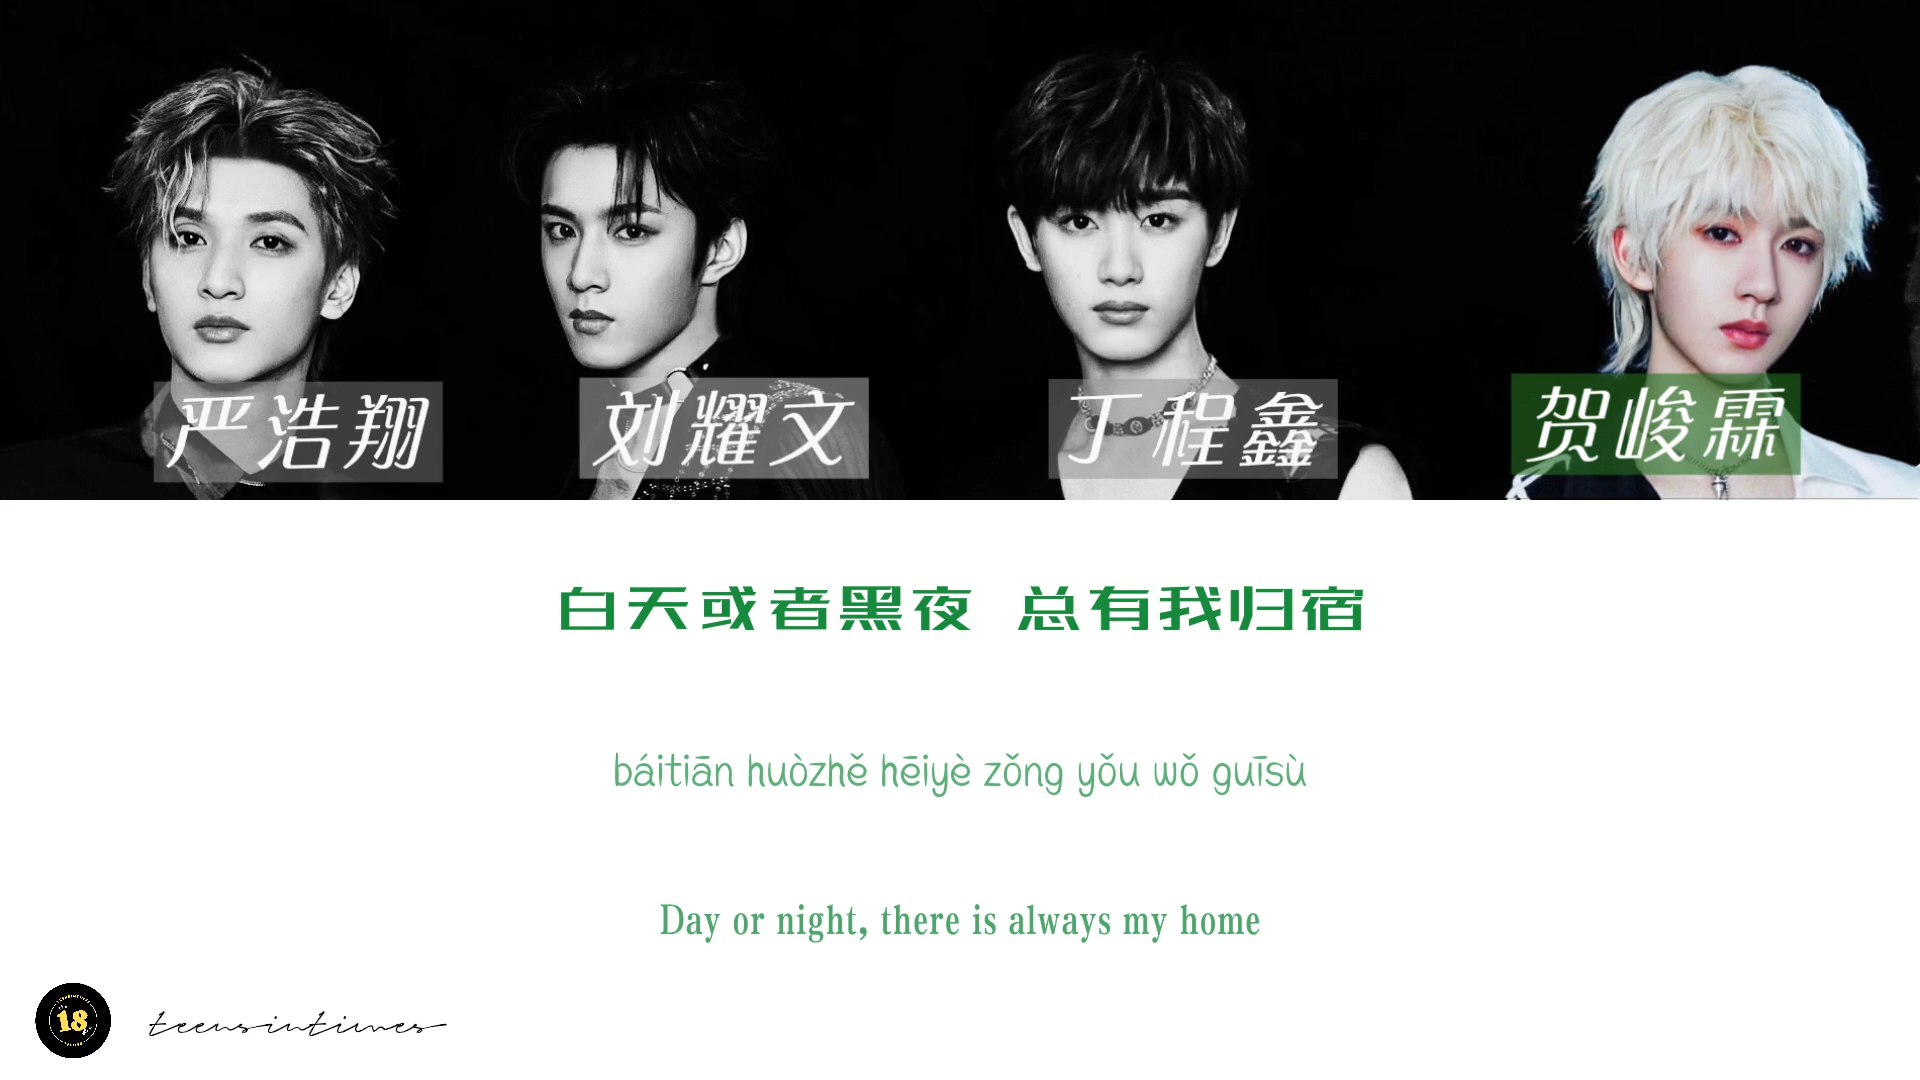 严浩翔
刘耀文
丁程鑫
贺峻霖
白天或者黑夜 总有我归宿
báitiān huòzhě hēiyè zǒng yǒu wǒ guīsù
Day or night, there is always my home
18
teensintimes